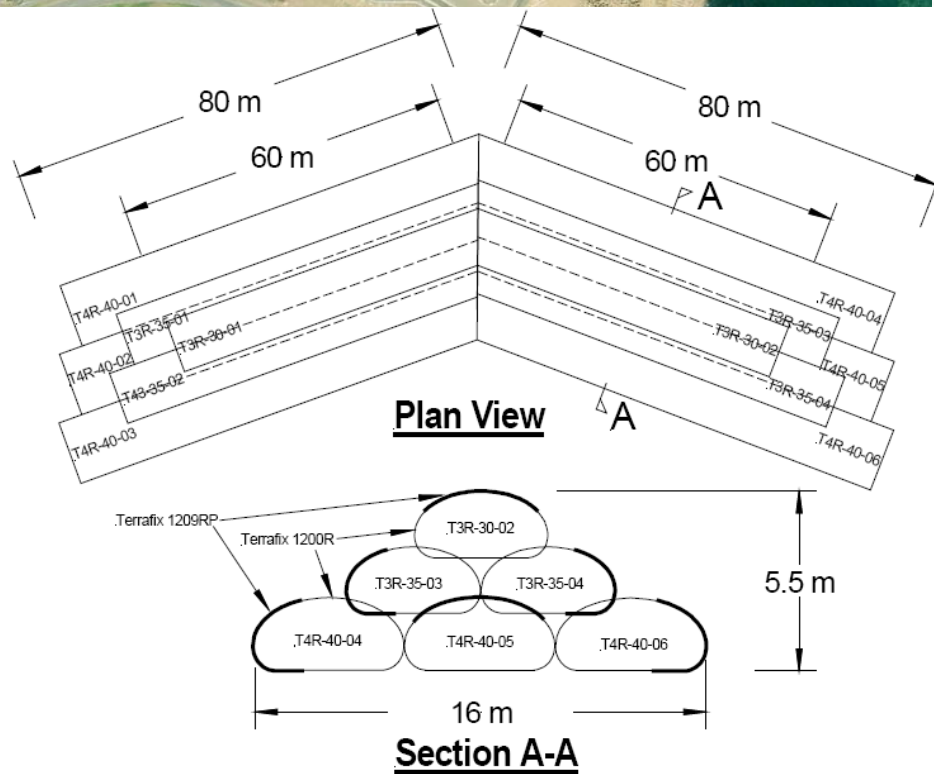 80 m
80 m
60 m
60 m
A
T4R-40-01
T4R-40-04
T3R-35-01
T3R-35-03
T3R-30-01
T3R-30-02
T4R-40-02
T4R-40-05
T43-35-02
T3R-35-04
A
T4R-40-03
T4R-40-06
Plan View
.Terrafix 1209RP
.Terrafix 1200R
.T3R-30-02
.T3R-35-03
.T3R-35-04
5.5 m
T4R-40-04
.T4R-40-05
.T4R-40-06
16 m
Section A-A